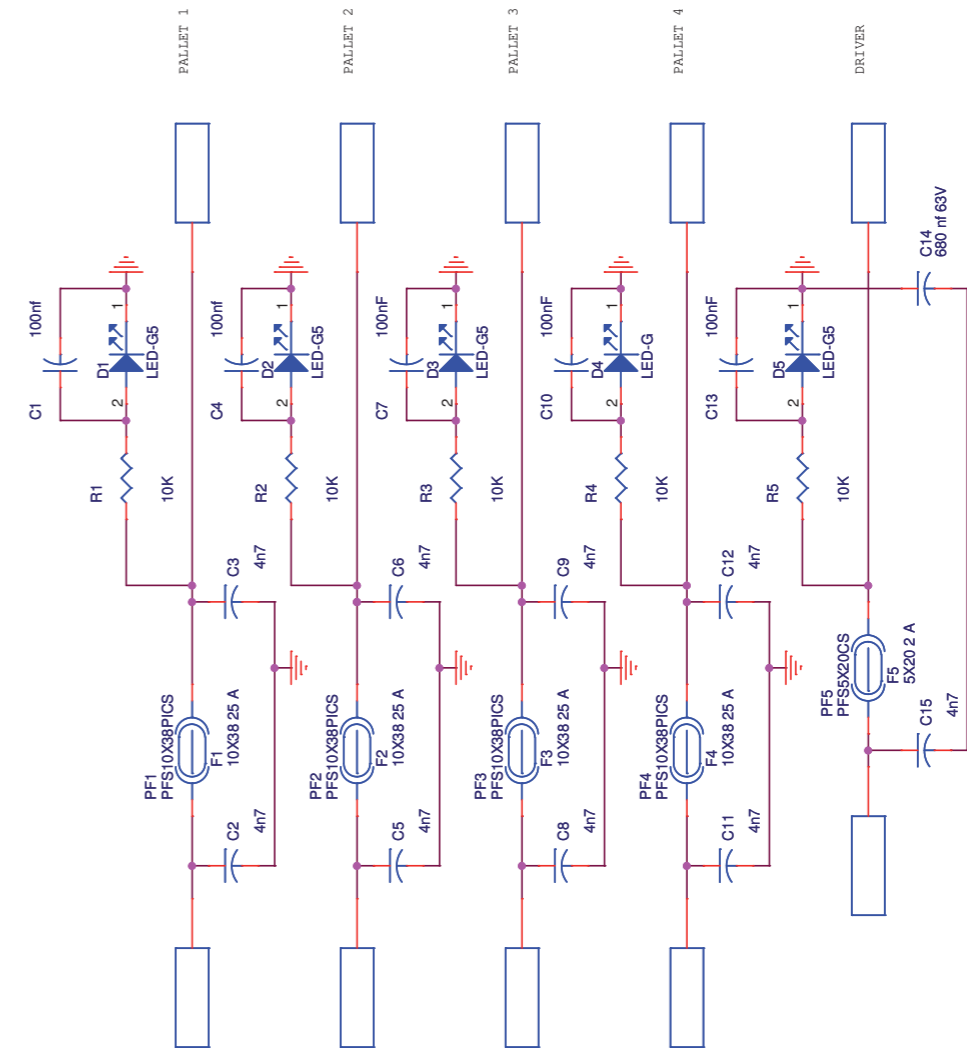 PALLET 1
PALLET 2
PALLET 3
PALLET 4
DRIVER
C1
100nf
D1
LED-G5
2
1
R1
10K
C3
4n7
PF1
PFS10X38PICS
F1
10X38 25 A
C2
4n7
C4
100nf
D2
LED-G5
2
1
R2
10K
C6
4n7
PF2
PFS10X38PICS
F2
10X38 25 A
C5
4n7
C7
100nF
D3
LED-G5
2
1
R3
10K
C9
4n7
PF3
PFS10X38PICS
F3
10X38 25 A
C8
4n7
C10
100nF
D4
LED-G
2
1
R4
10K
C12
4n7
PF4
PFS10X38PICS
F4
10X38 25 A
C11
4n7
C13
100nF
D5
LED-G5
2
1
R5
10K
C14
680 nf 63V
PF5
PFS5X20CS
F5
5X20 2 A
C15
4n7